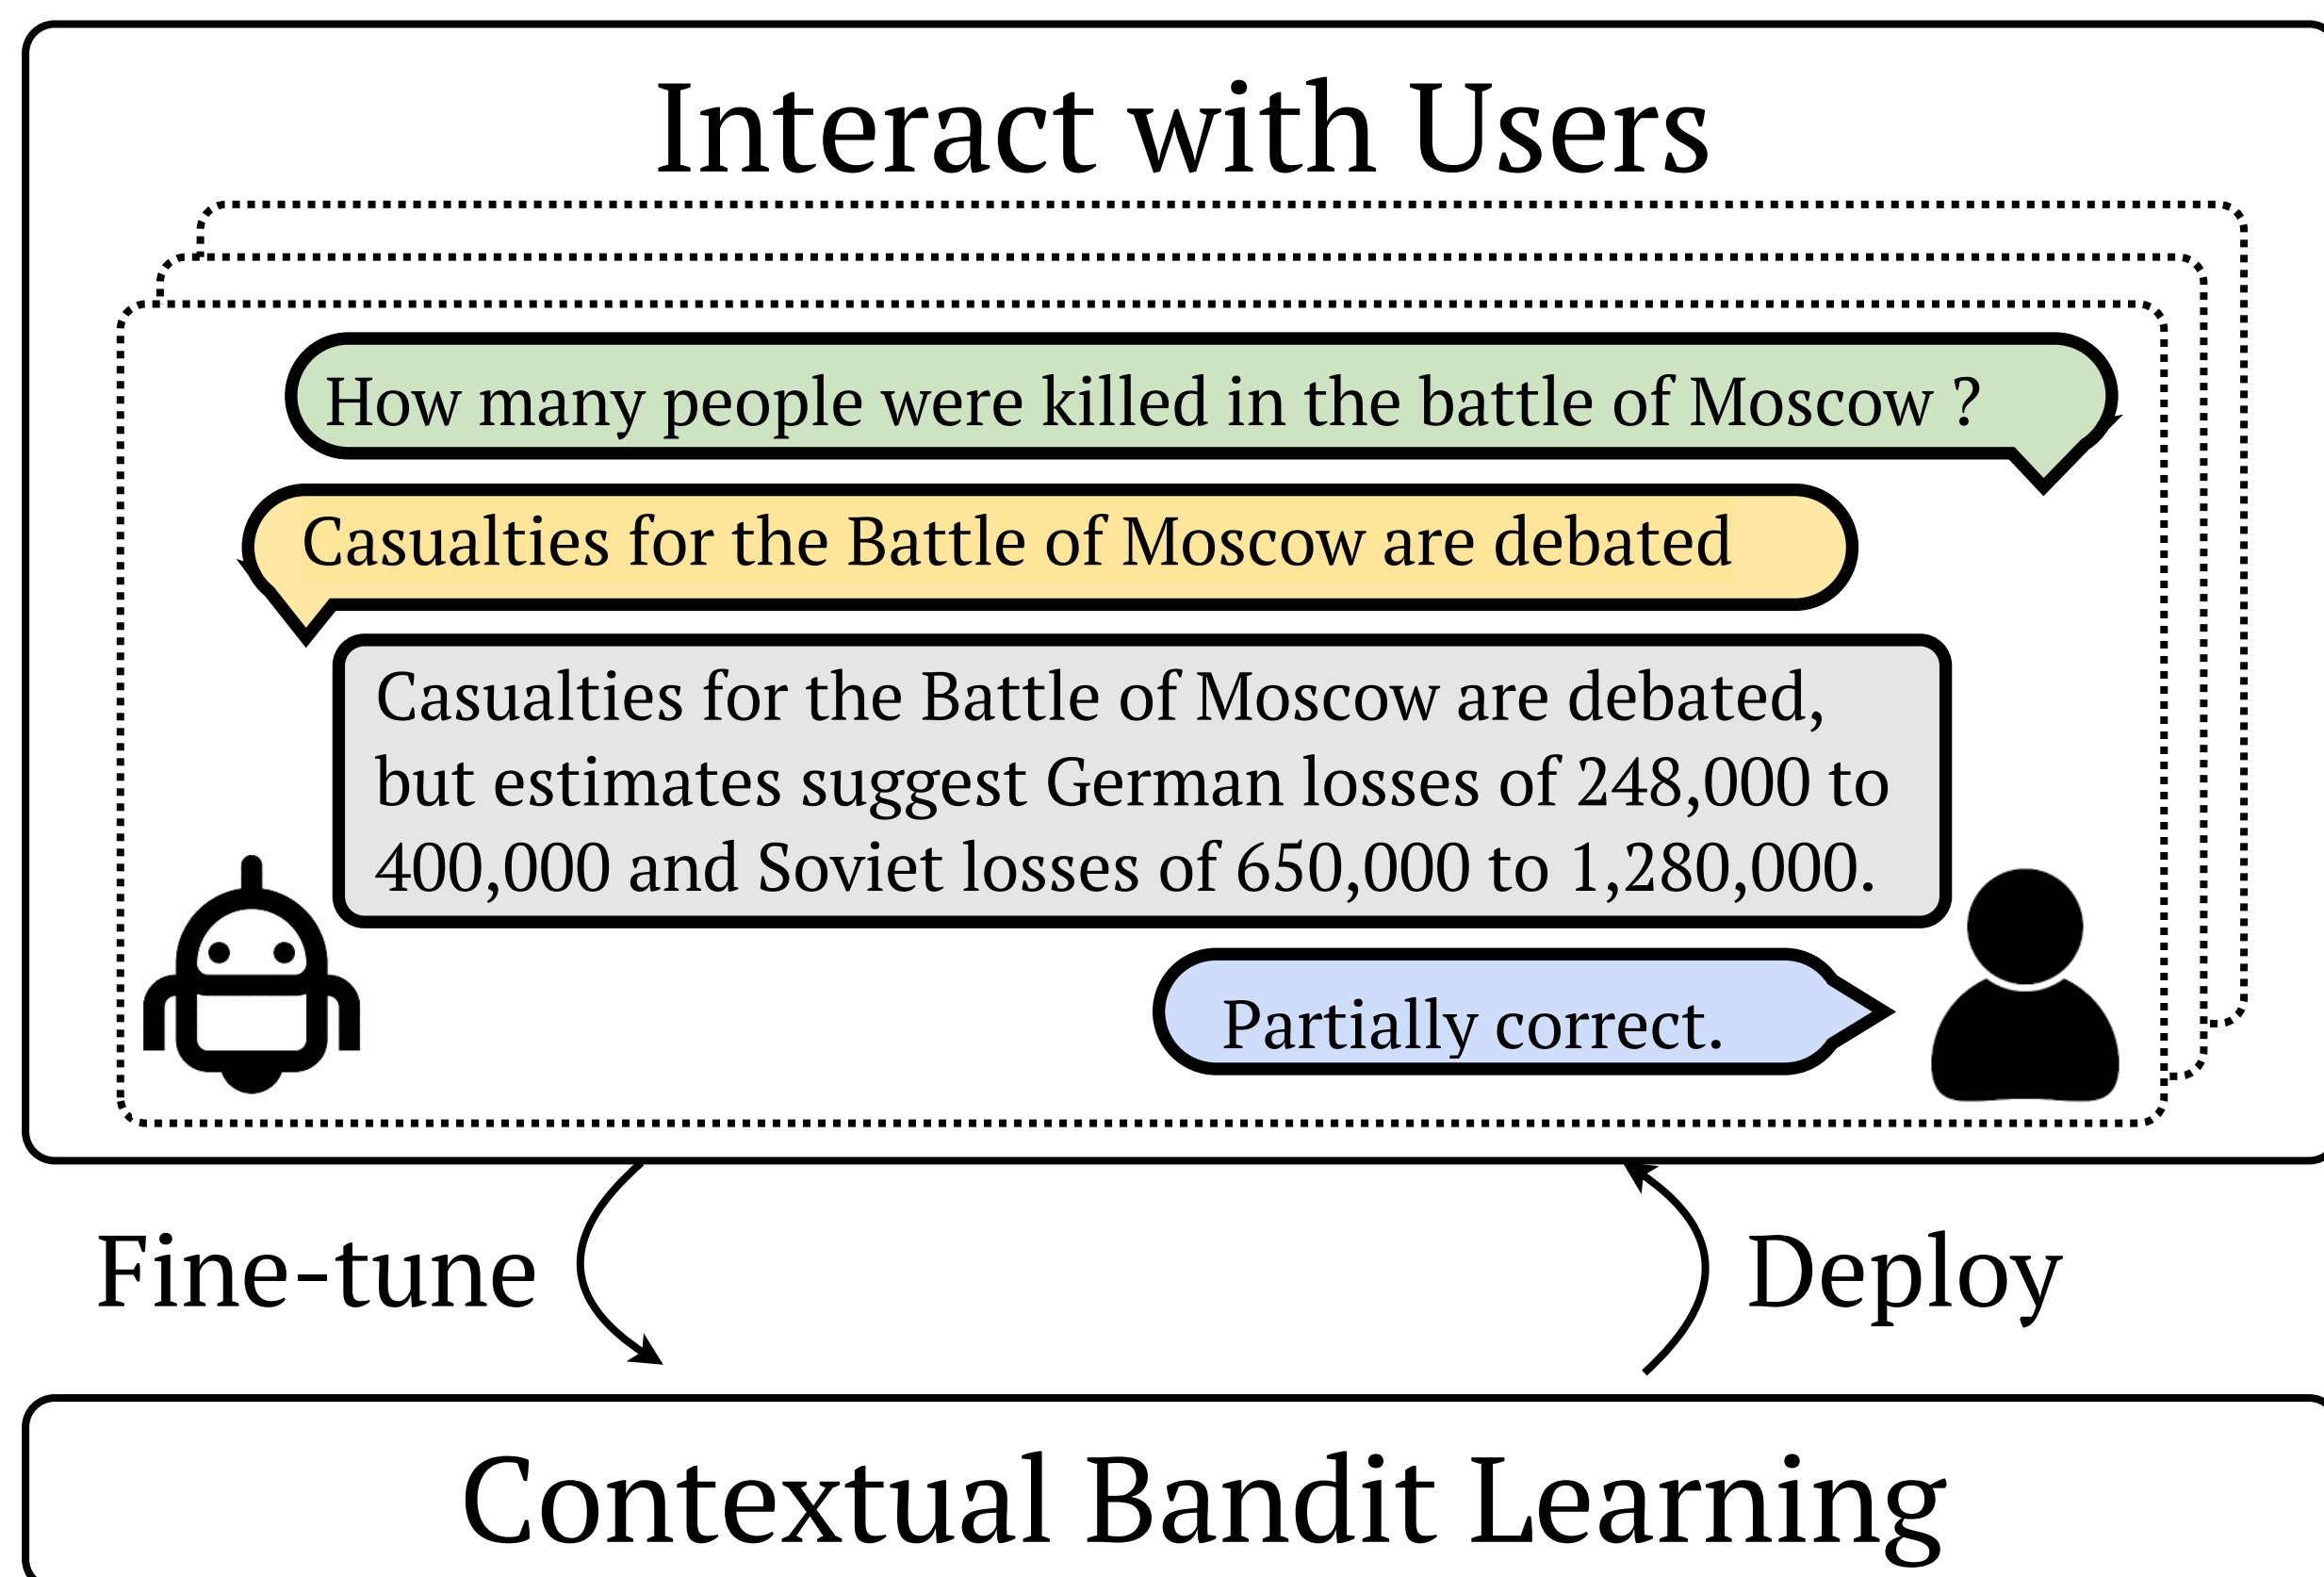 Interact with Users
How many people were killed in the battle of Moscow ?
Casualties for the Battle of Moscow are debated
Casualties for the Battle of Moscow are debated,
but estimates suggest German losses of 248,000 to
400,000 and Soviet losses of 650,000 to 1,280,000.
Partially correct.
Fine-tune
Deploy
Contextual Bandit Learning